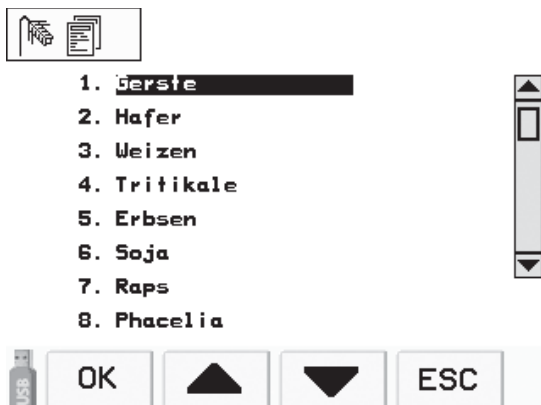 1. Gerste
2. Hafer
3. Weizen
4. Tritikale
5. Erbsen
6. Soja
7. Raps
8. Phacelia
USB
OK
ESC